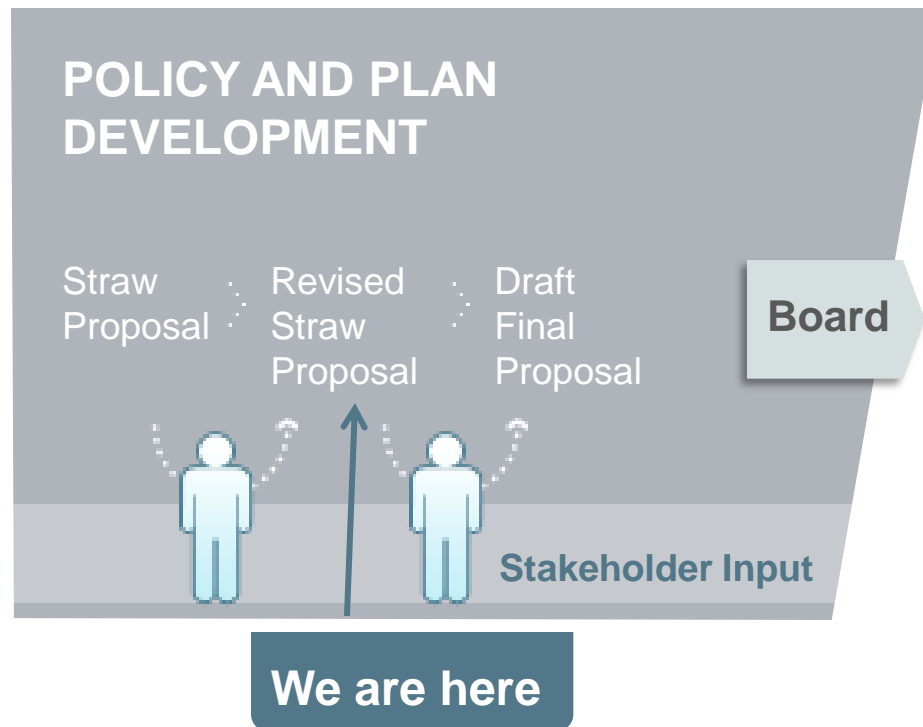 POLICY AND PLAN
DEVELOPMENT
Straw
Proposal
Revised
Straw
Proposal
Draft
Final
Proposal
Board
Stakeholder Input
We are here